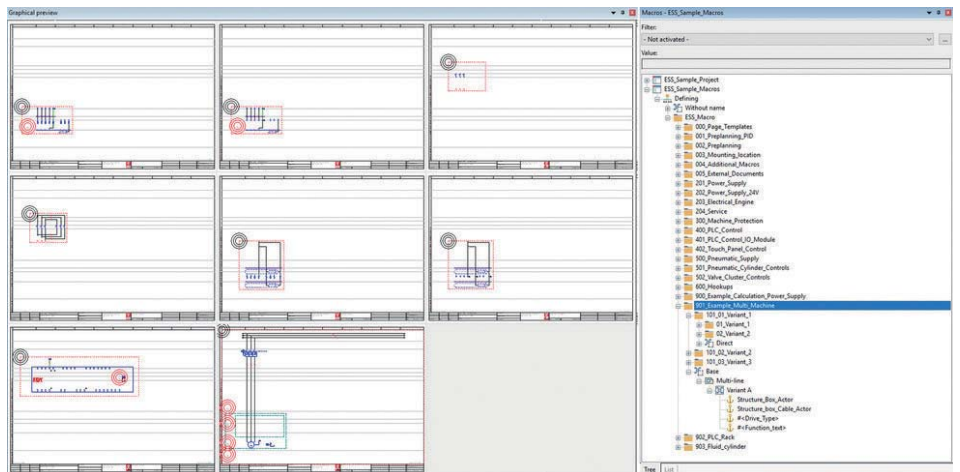 Graphical preview
Macros - ESS_Sample_Macros
Filter:
- Not activated -
...
Value:
ESS_Sample_Project
ESS_Sample_Macros
Defining
Without name
ESS_Macro
000_Page_Templates
001_Preplanning_PID
002_Preplanning
003_Mounting_location
004_Additional_Macros
005_External_Documents
201_Power_Supply
202_Power_Supply_24V
203_Electrical_Engine
204_Service
300_Machine_Protection
400_PLC_Control
401_PLC_Control_IO_Module
402_Touch_Panel_Control
500_Pneumatic_Supply
501_Pneumatic_Cylinder_Controls
502_Valve_Cluster_Controls
600_Hookups
900_Example_Calculation_Power_Supply
901_Example_Multi_Machine
101_01_Variant_1
01_Variant_1
02_Variant_2
Direct
101_02_Variant_2
101_03_Variant_3
Base
Multi-line
Variant A
Structure_Box_Actor
Structure_box_Cable_Actor
#<Drive_Type>
#<Function_text>
902_PLC_Rack
903_Fluid_cylinder
Tree List